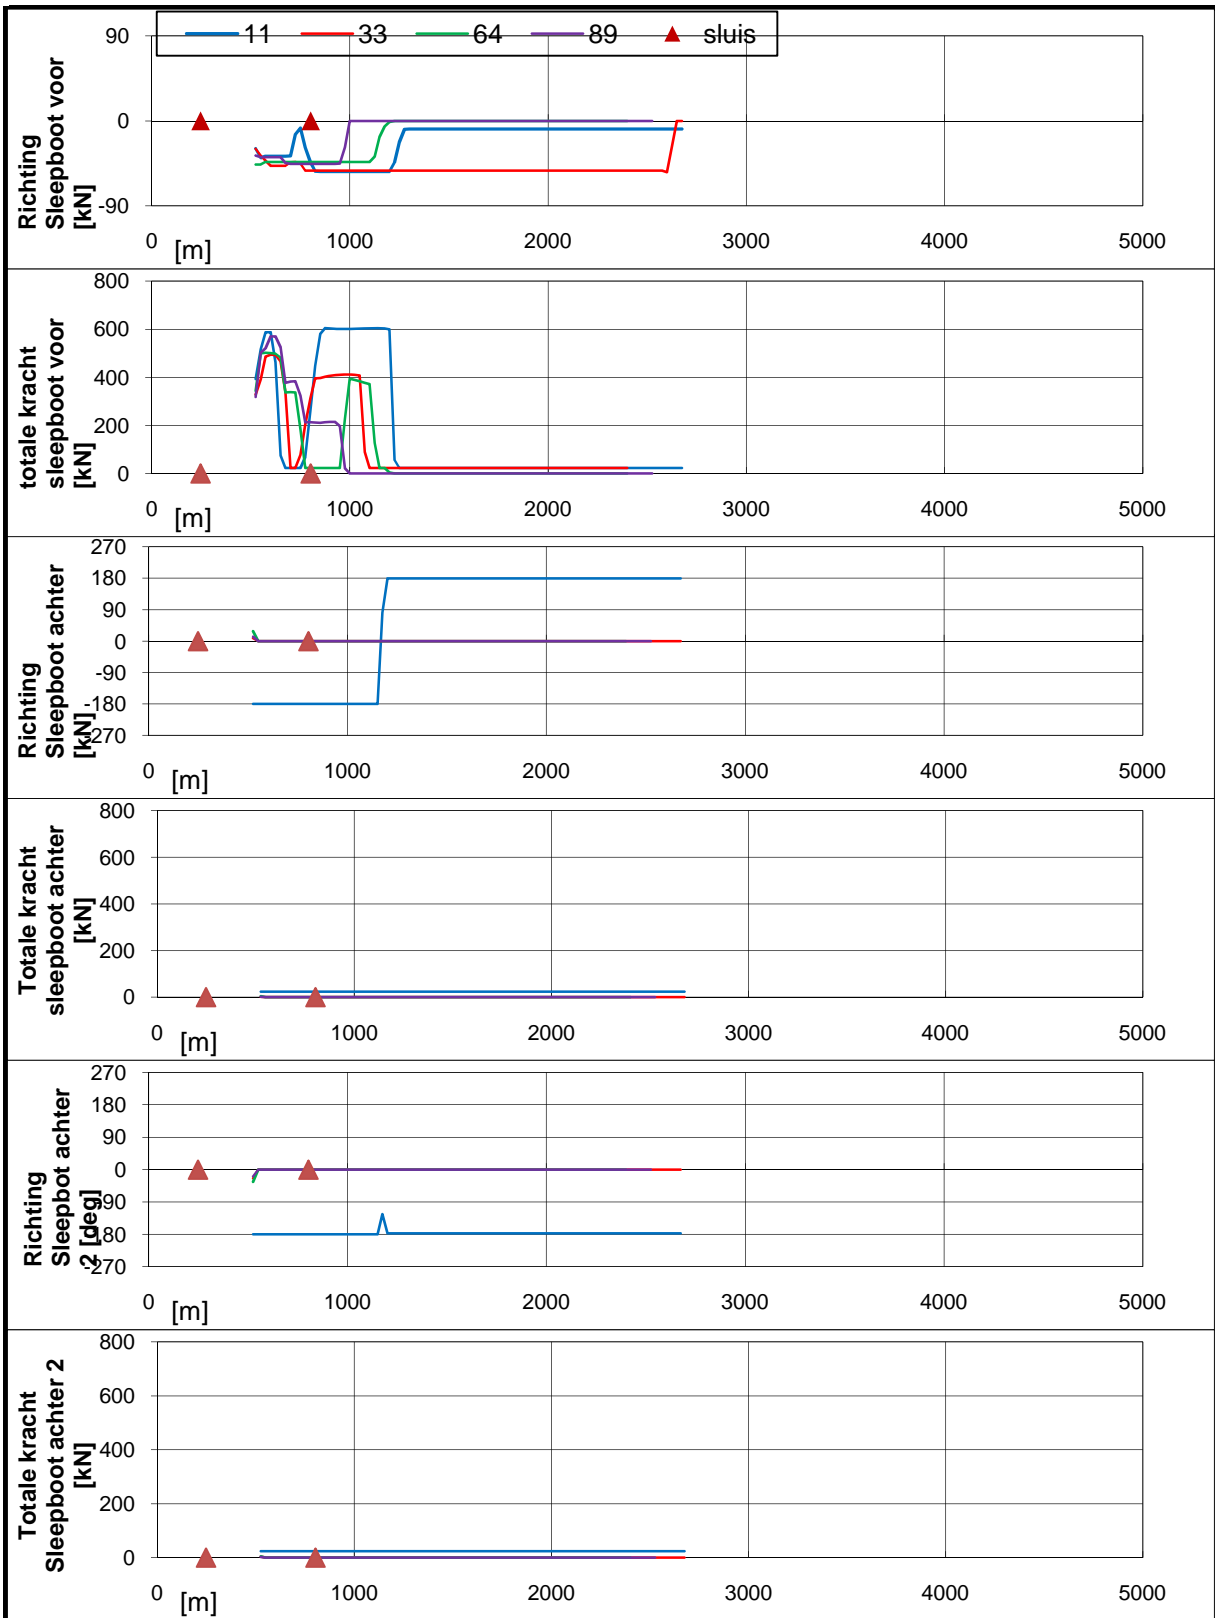 11 33 64 89 sluis
90
0
-90
Richting
Sleepboot voor
[kN]
0 1000 2000 3000 4000 5000
[m]
800
600
400
200
0
totale kracht
sleepboot voor
[kN]
0 1000 2000 3000 4000 5000
[m]
270
180
90
0
-90
-180
-270
Richting
Sleepboot achter
[kN]
0 1000 2000 3000 4000 5000
[m]
800
600
400
200
0
Totale kracht
sleepboot achter
[kN]
0 1000 2000 3000 4000 5000
[m]
270
180
90
0
-90
-180
-270
Richting
Sleepbot achter
2 [deg]
0 1000 2000 3000 4000 5000
[m]
800
600
400
200
0
Totale kracht
Sleepboot achter 2
[kN]
0 1000 2000 3000 4000 5000
[m]